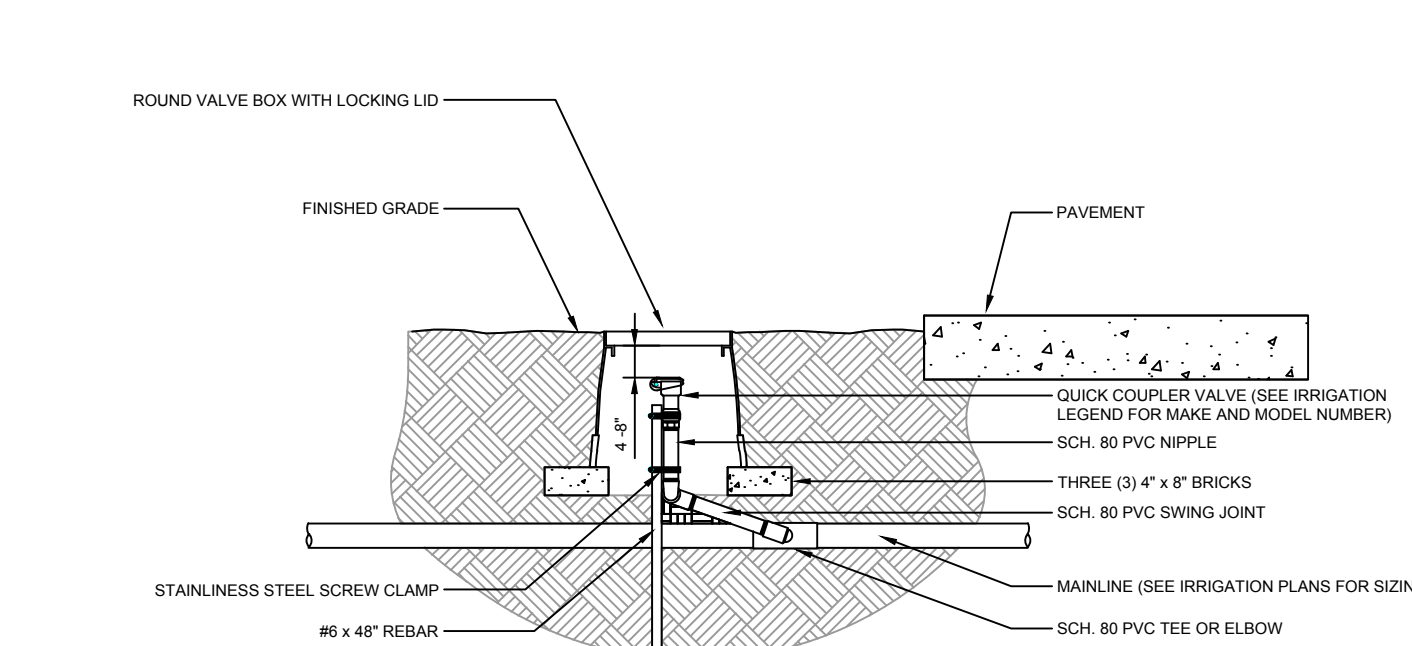 ROUND VALVE BOX WITH LOCKING LID
FINISHED GRADE
PAVEMENT
QUICK COUPLER VALVE (SEE IRRIGATION
LEGEND FOR MAKE AND MODEL NUMBER)
4 -8"
SCH. 80 PVC NIPPLE
THREE (3) 4" x 8" BRICKS
SCH. 80 PVC SWING JOINT
STAINLINESS STEEL SCREW CLAMP
MAINLINE (SEE IRRIGATION PLANS FOR SIZIN
#6 x 48" REBAR
SCH. 80 PVC TEE OR ELBOW